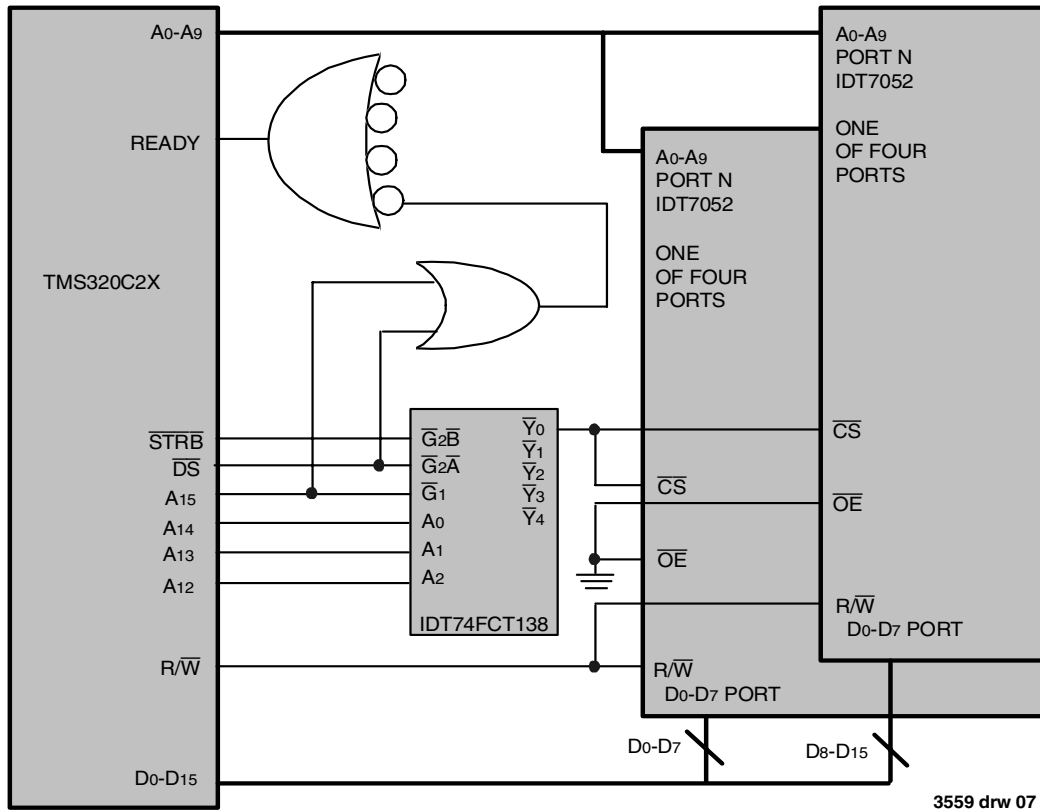 A0-A9
READY
TMS320C2X
STRB
DS
A15
A14
A13
A12
R/W
D0-D15
G2B
G2A
G1
A0
A1
A2
Y0
Y1
Y2
Y3
Y4
IDT74FCT138
A0-A9
PORT N
IDT7052
ONE
OF FOUR
PORTS
CS
OE
R/W
D0-D7 PORT
A0-A9
PORT N
IDT7052
ONE
OF FOUR
PORTS
CS
OE
R/W
D0-D7 PORT
D0-D7
D8-D15
3559 drw 07